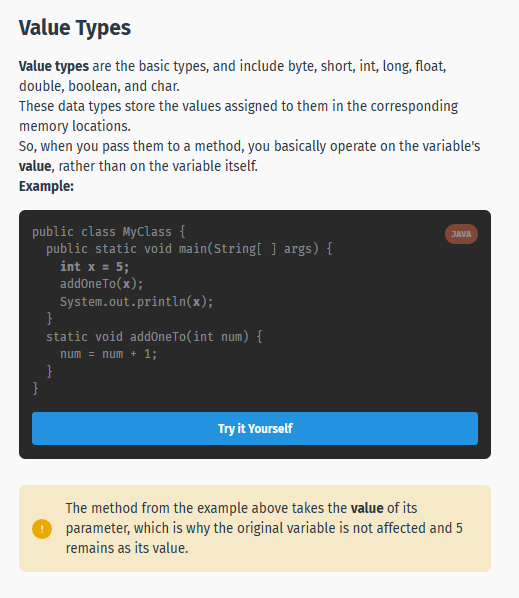 Value Types
Value types are the basic types, and include byte, short, int, long, float,
double, boolean, and char.
These data types store the values assigned to them in the corresponding
memory locations.
So, when you pass them to a method, you basically operate on the variable's
value, rather than on the variable itself.
Example:
public class MyClass {
JAVA
public static void main(String[ ] args) {
int x = 5;
addOneTo(x);
System.out.println(x);
}
static void addOneTo(int num) {
num = num + 1;
}
}
Try it Yourself
!
The method from the example above takes the value of its
parameter, which is why the original variable is not affected and 5
remains as its value.